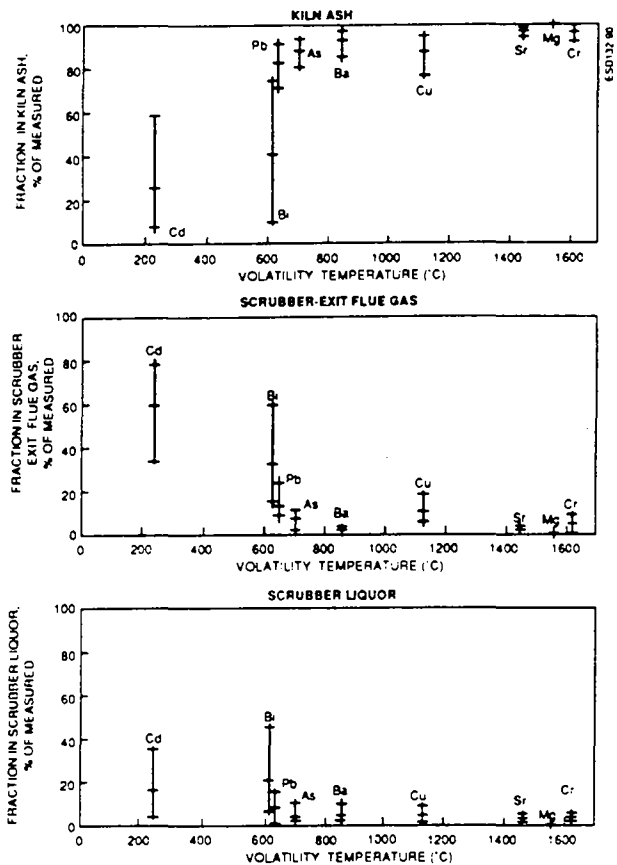 KILN ASH
ESD132 90
FRACTION IN KILN ASH,
% OF MEASURED
100
80
60
40
20
0
Cd
Bi
Pb
As
Ba
Cu
Sr
Mg
Cr
0 200 400 600 800 1000 1200 1400 1600
VOLATILITY TEMPERATURE (°C)
SCRUBBER-EXIT FLUE GAS
FRACTION IN SCRUBBER
EXIT FLUE GAS,
% OF MEASURED
100
80
60
40
20
0
Cd
Bi
Pb
As
Ba
Cu
Sr
Mg
Cr
0 200 400 600 800 1000 1200 1400 1600
VOLATILITY TEMPERATURE (°C)
SCRUBBER LIQUOR
FRACTION IN SCRUBBER LIQUOR,
% OF MEASURED
100
80
60
40
20
0
Cd
Bi
Pb
As
Ba
Cu
Sr
Mg
Cr
0 200 400 600 800 1000 1200 1400 1600
VOLATILITY TEMPERATURE (°C)